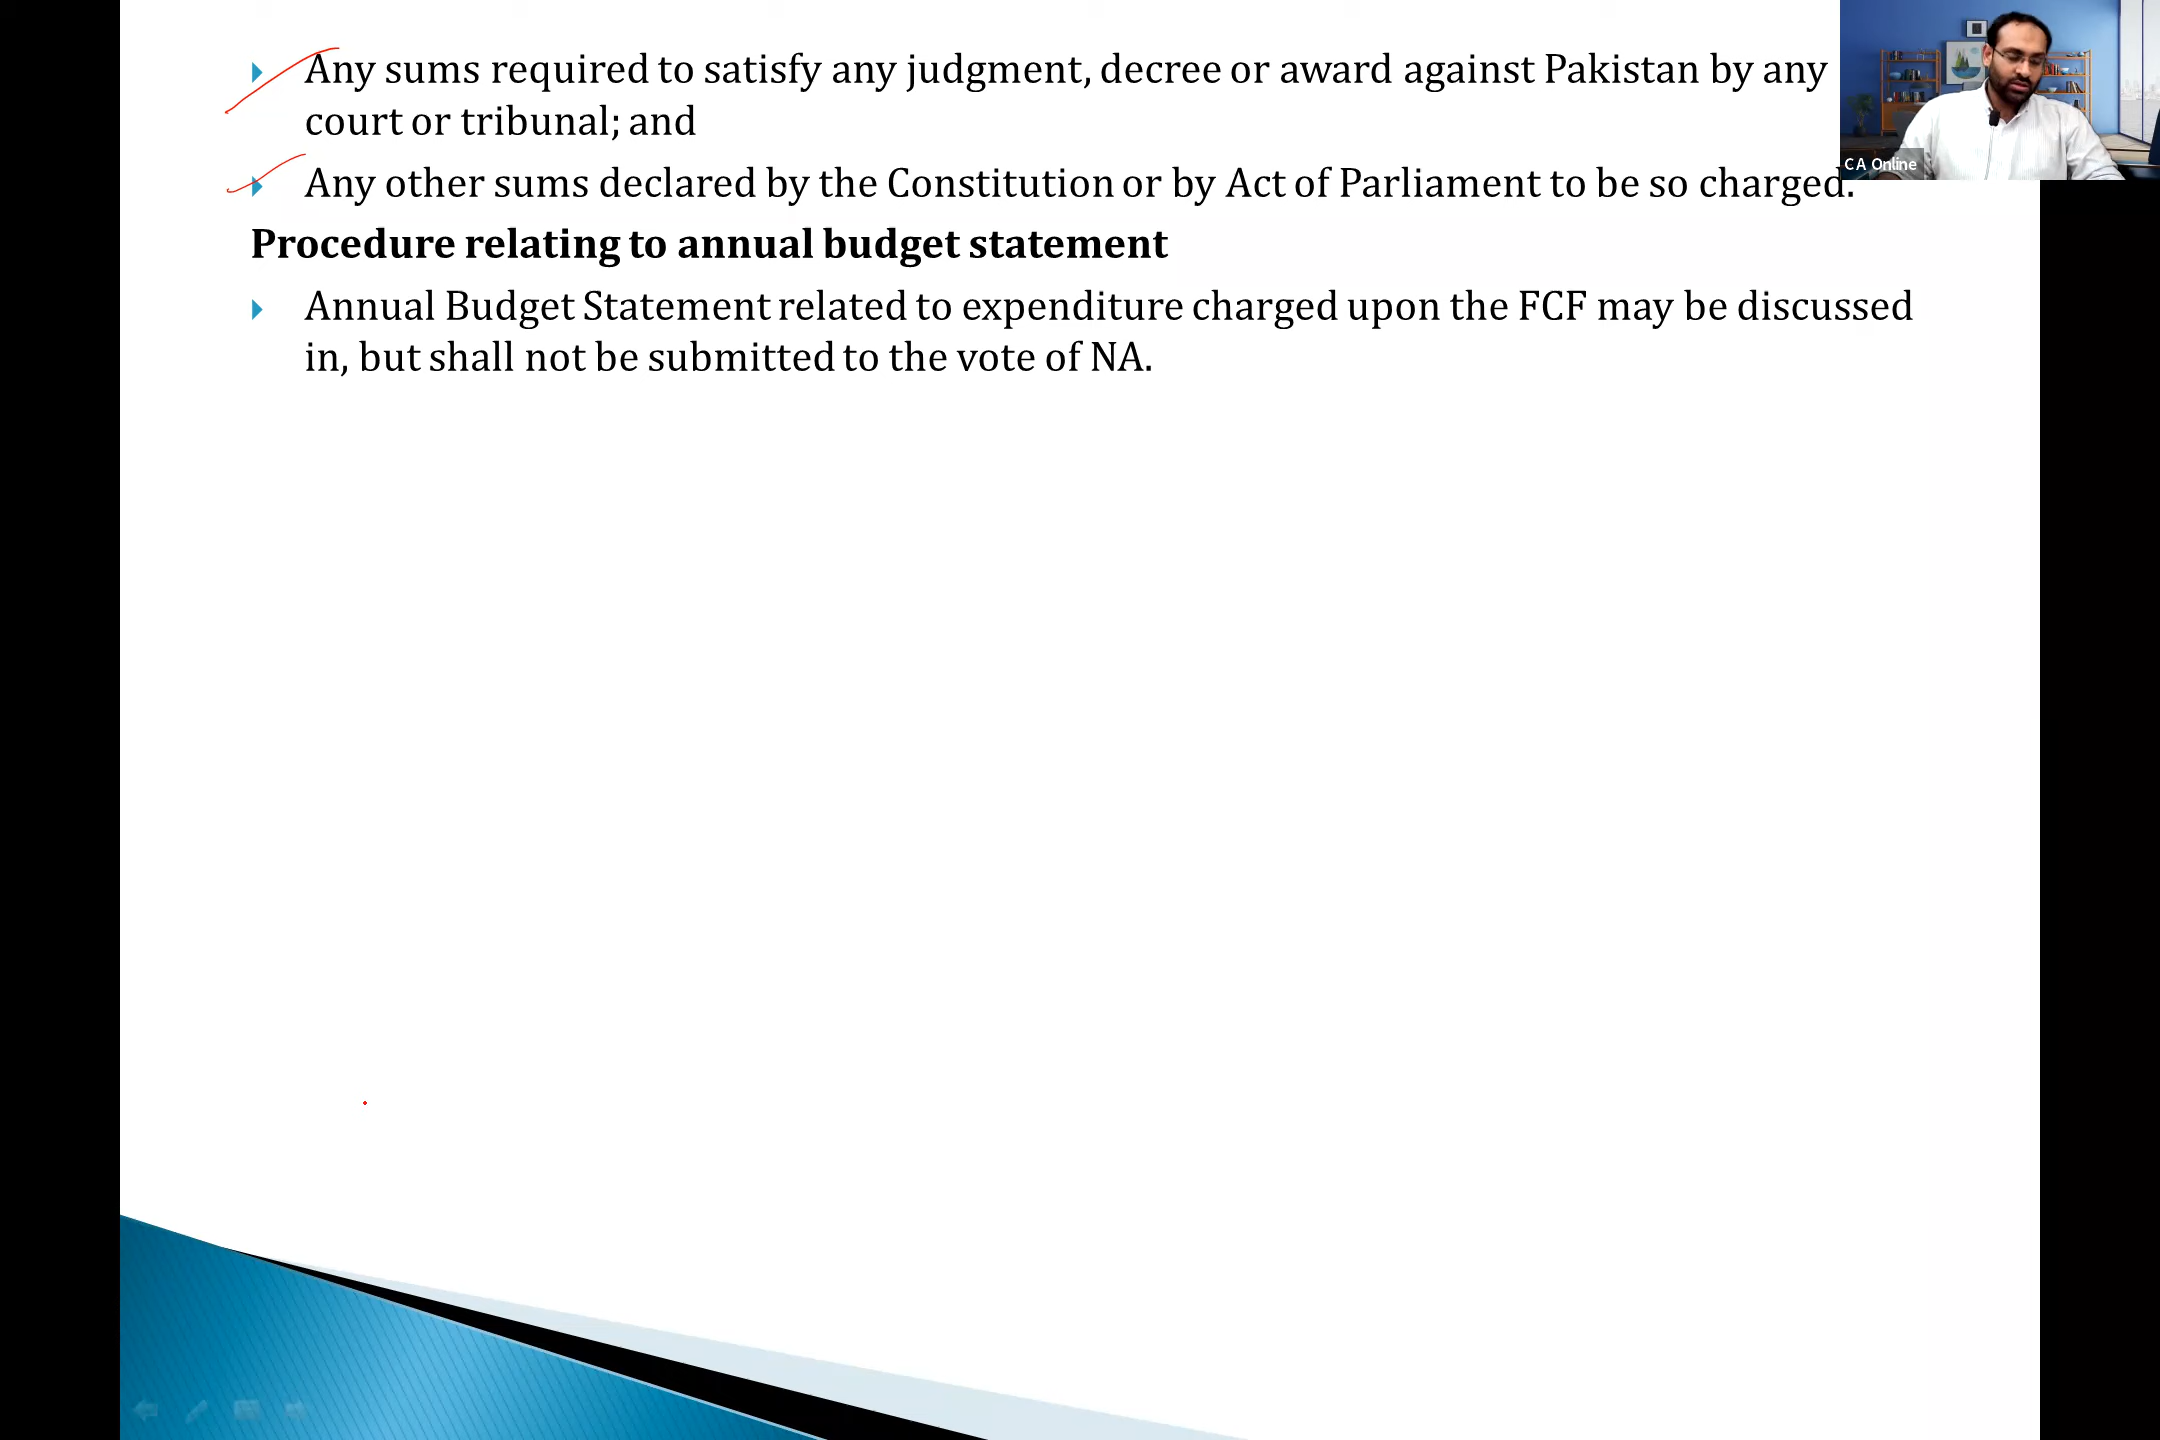 Any sums required to satisfy any judgment, decree or award against Pakistan by any
court or tribunal; and
Any other sums declared by the Constitution or by Act of Parliament to be so charged.
Procedure relating to annual budget statement
Annual Budget Statement related to expenditure charged upon the FCF may be discussed
in, but shall not be submitted to the vote of NA.
CA Online